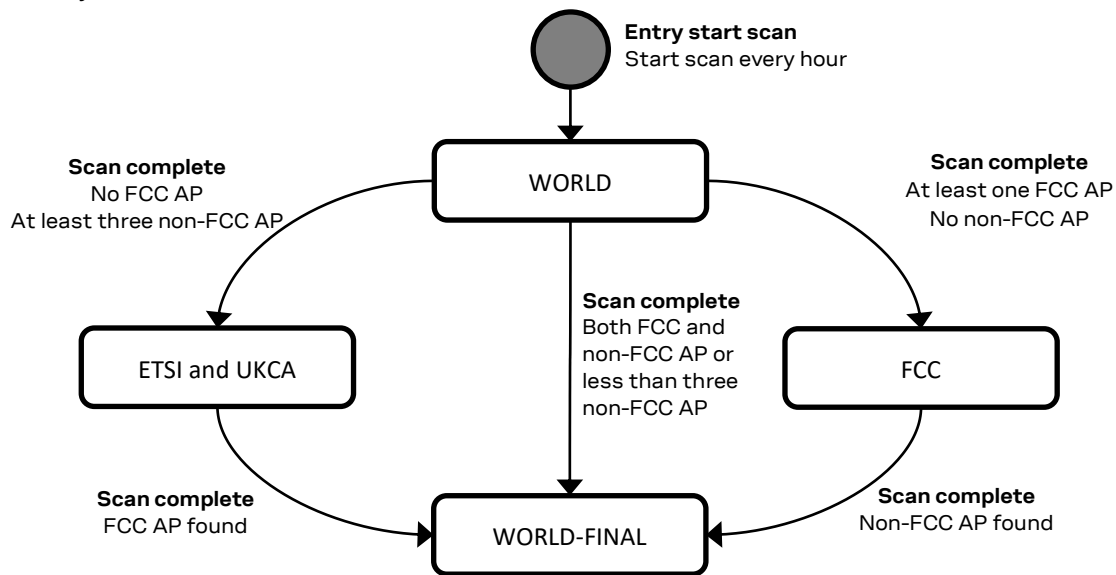 Entry start scan
Start scan every hour
WORLD
Scan complete
No FCC AP
At least three non-FCC AP
Scan complete
At least one FCC AP
No non-FCC AP
Scan complete
Both FCC and
non-FCC AP or
less than three
non-FCC AP
ETSI and UKCA
FCC
Scan complete
FCC AP found
Scan complete
Non-FCC AP found
WORLD-FINAL